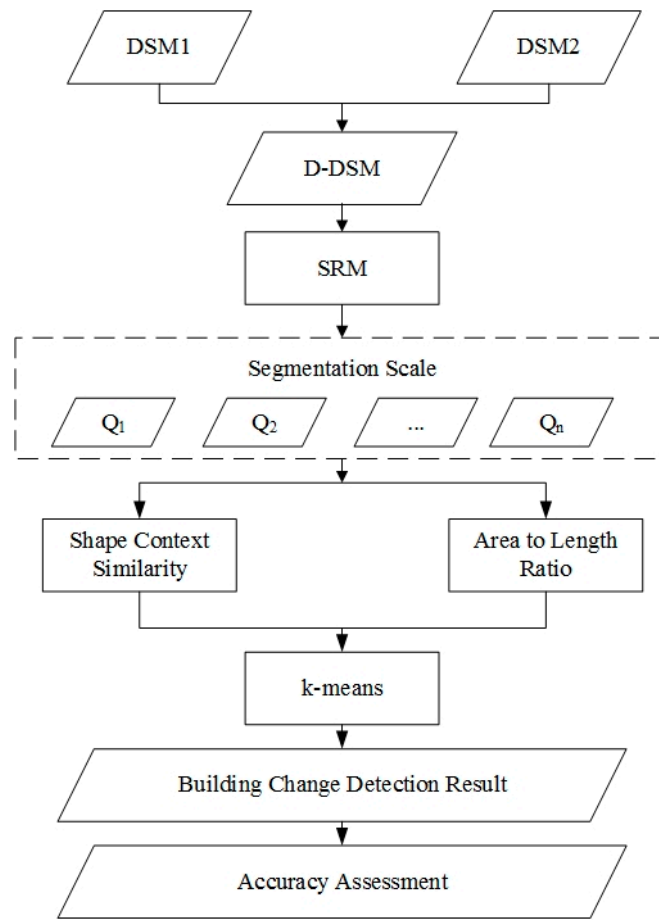 DSM1
DSM2
D-DSM
SRM
Segmentation Scale
Q₁
Q₂
...
Qₙ
Shape Context
Similarity
Area to Length
Ratio
k-means
Building Change Detection Result
Accuracy Assessment